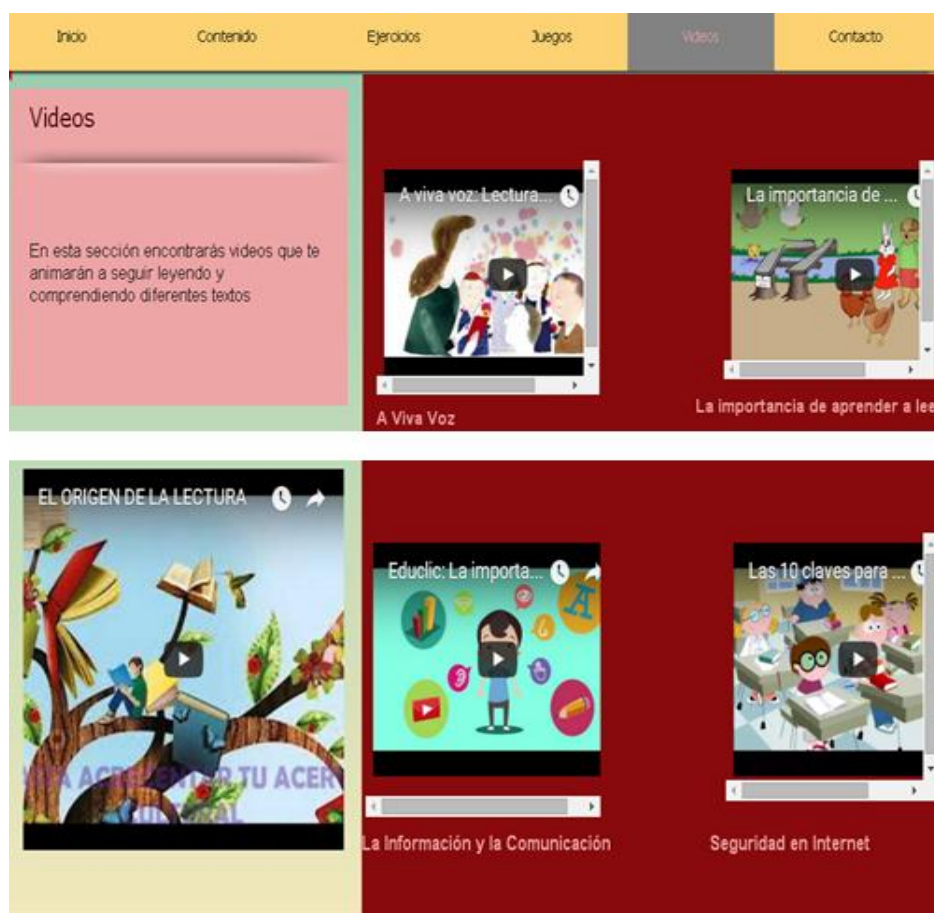 Inicio Contenido Ejercicios Juegos Videos Contacto
Videos
En esta sección encontrarás videos que te
animarán a seguir leyendo y
comprendiendo diferentes textos
A viva voz: Lectura...
A Viva Voz
La importancia de ...
La importancia de aprender a lee
EL ORIGEN DE LA LECTURA
TU ACER
Educlic: La importa...
A
La Información y la Comunicación
Las 10 claves para ...
Seguridad en Internet